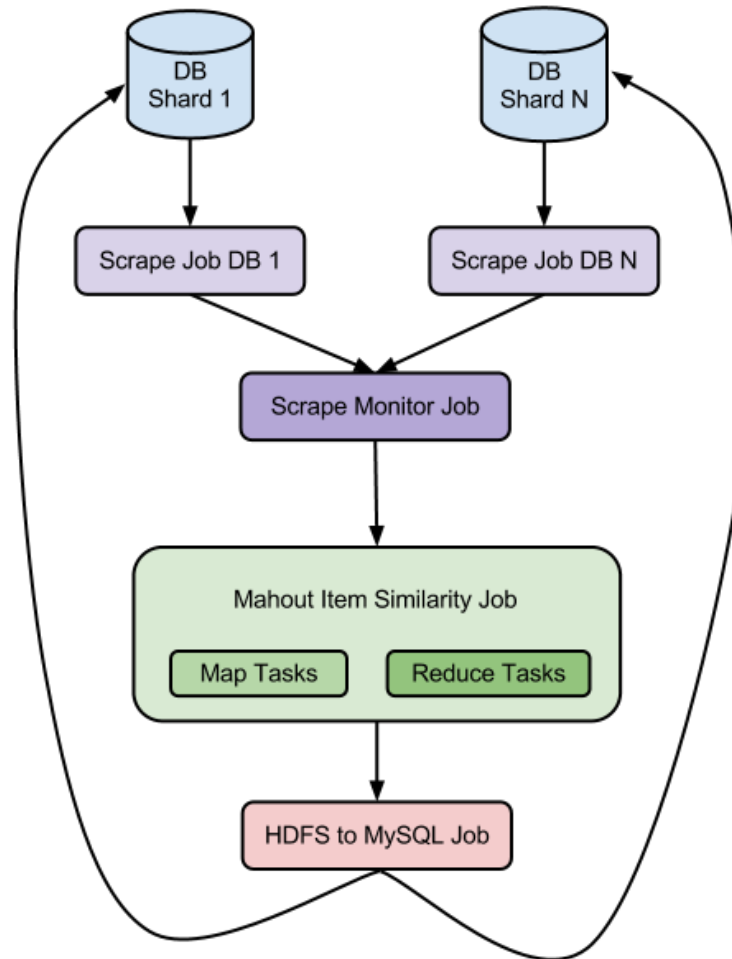 DB
Shard 1
DB
Shard N
Scrape Job DB 1
Scrape Job DB N
Scrape Monitor Job
Mahout Item Similarity Job
Map Tasks
Reduce Tasks
HDFS to MySQL Job